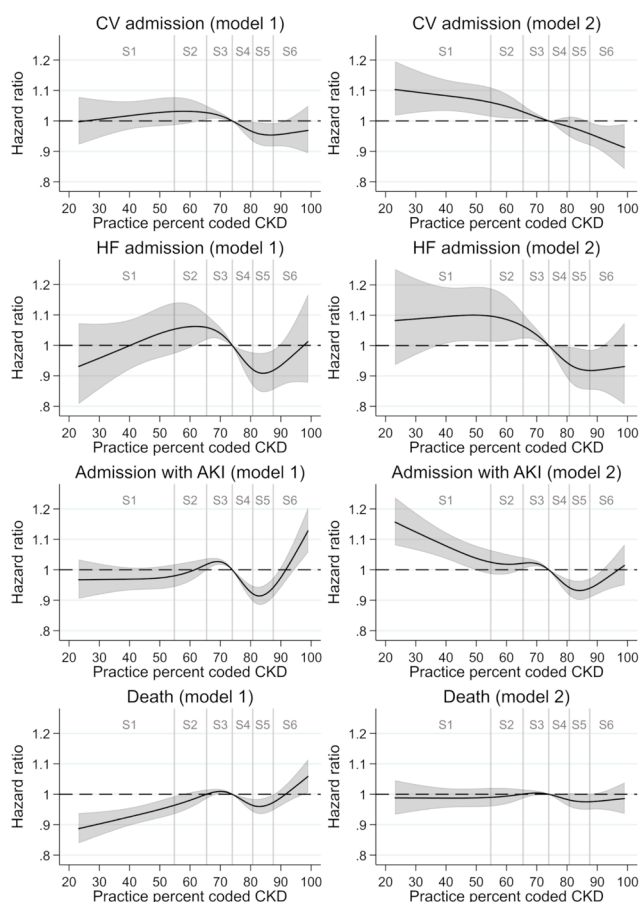 CV admission (model 1)
S1 S2 S3 S4 S5 S6
Hazard ratio
1.2
1.1
1
.9
.8
20 30 40 50 60 70 80 90 100
Practice percent coded CKD
CV admission (model 2)
S1 S2 S3 S4 S5 S6
Hazard ratio
1.2
1.1
1
.9
.8
20 30 40 50 60 70 80 90 100
Practice percent coded CKD
HF admission (model 1)
S1 S2 S3 S4 S5 S6
Hazard ratio
1.2
1.1
1
.9
.8
20 30 40 50 60 70 80 90 100
Practice percent coded CKD
HF admission (model 2)
S1 S2 S3 S4 S5 S6
Hazard ratio
1.2
1.1
1
.9
.8
20 30 40 50 60 70 80 90 100
Practice percent coded CKD
Admission with AKI (model 1)
S1 S2 S3 S4 S5 S6
Hazard ratio
1.2
1.1
1
.9
.8
20 30 40 50 60 70 80 90 100
Practice percent coded CKD
Admission with AKI (model 2)
S1 S2 S3 S4 S5 S6
Hazard ratio
1.2
1.1
1
.9
.8
20 30 40 50 60 70 80 90 100
Practice percent coded CKD
Death (model 1)
S1 S2 S3 S4 S5 S6
Hazard ratio
1.2
1.1
1
.9
.8
20 30 40 50 60 70 80 90 100
Practice percent coded CKD
Death (model 2)
S1 S2 S3 S4 S5 S6
Hazard ratio
1.2
1.1
1
.9
.8
20 30 40 50 60 70 80 90 100
Practice percent coded CKD